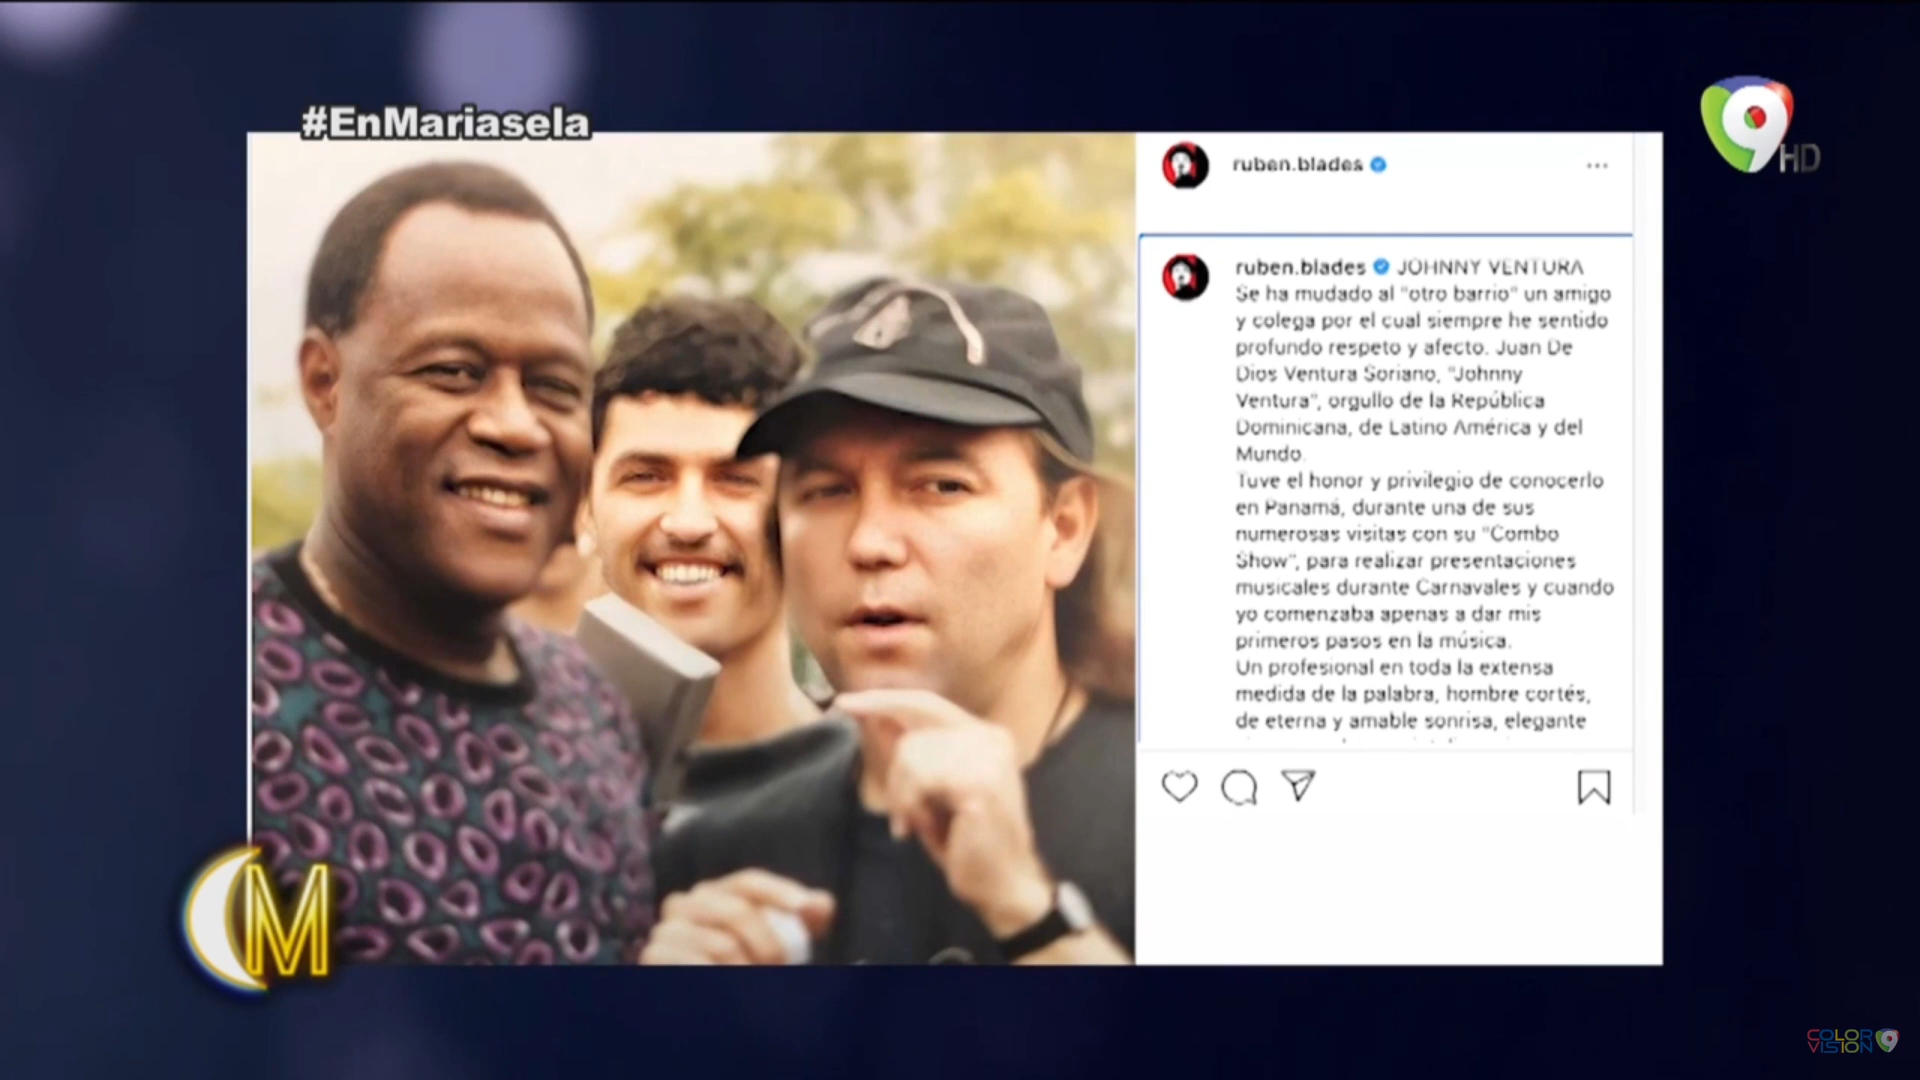 #EnMariasela
9
HD
ruben.blades
ruben.blades JOHNNY VENTURA
Se ha mudado al "otro barrio" un amigo
y colega por el cual siempre he sentido
profundo respeto y afecto. Juan De
Dios Ventura Soriano, "Johnny
Ventura", orgullo de la República
Dominicana, de Latino América y del
Mundo.
Tuve el honor y privilegio de conocerlo
en Panamá, durante una de sus
numerosas visitas con su "Combo
Show", para realizar presentaciones
musicales durante Carnavales y cuando
yo comenzaba apenas a dar mis
primeros pasos en la música.
Un profesional en toda la extensa
medida de la palabra, hombre cortés,
de eterna y amable sonrisa, elegante
M
COLOR
VISION 9